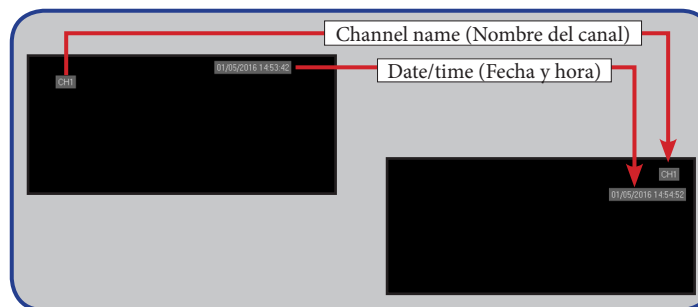 Channel name (Nombre del canal)
01/05/2016 14:53:42
Date/time (Fecha y hora)
CH1
CH1
01/05/2016 14:54:52